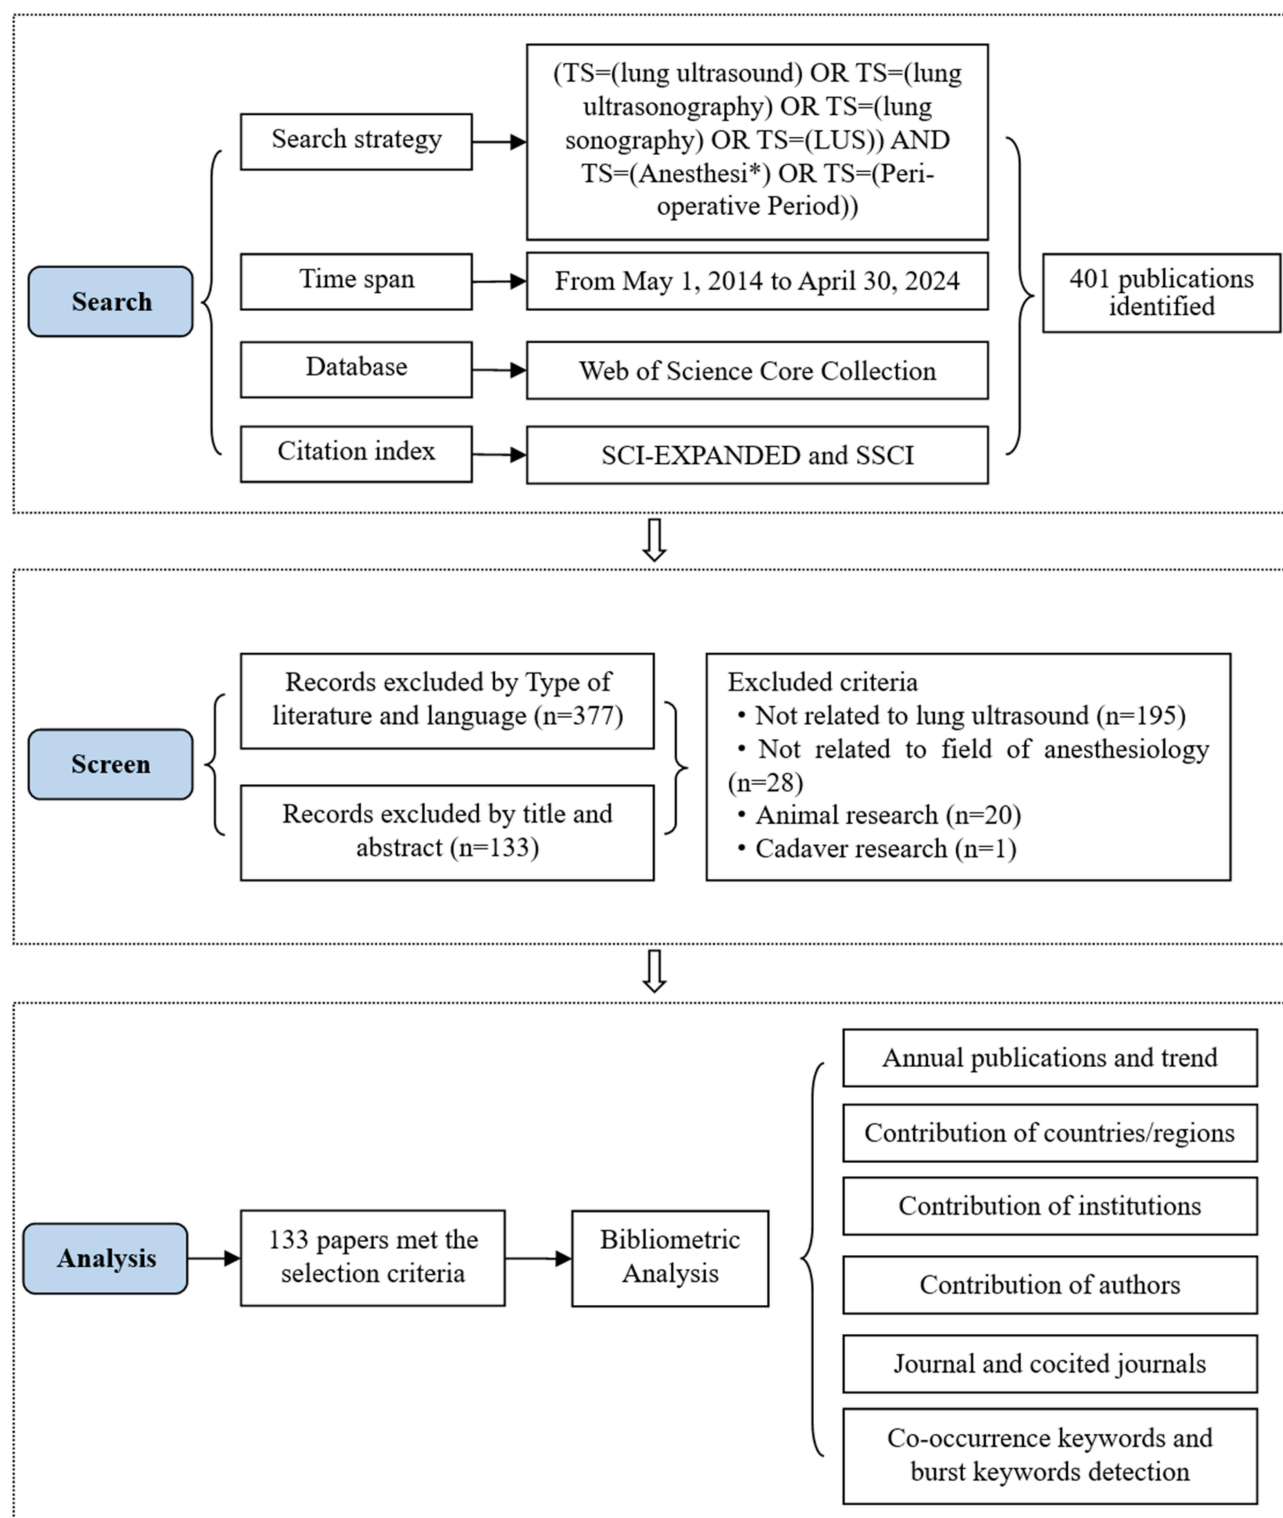 Search
Search strategy
(TS=(lung ultrasound) OR TS=(lung
ultrasonography) OR TS=(lung
sonography) OR TS=(LUS)) AND
TS=(Anesthesi*) OR TS=(Peri-
operative Period))
Time span
From May 1, 2014 to April 30, 2024
Database
Web of Science Core Collection
Citation index
SCI-EXPANDED and SSCI
401 publications
identified
Screen
Records excluded by Type of
literature and language (n=377)
Records excluded by title and
abstract (n=133)
Excluded criteria
• Not related to lung ultrasound (n=195)
• Not related to field of anesthesiology
(n=28)
• Animal research (n=20)
• Cadaver research (n=1)
Analysis
133 papers met the
selection criteria
Bibliometric
Analysis
Annual publications and trend
Contribution of countries/regions
Contribution of institutions
Contribution of authors
Journal and cocited journals
Co-occurrence keywords and
burst keywords detection